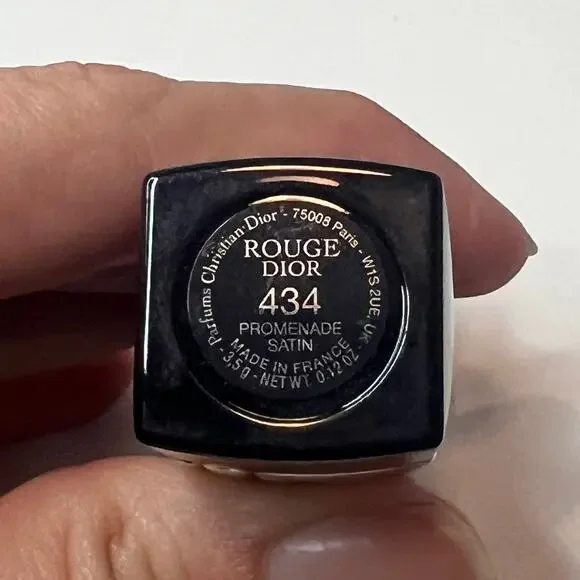 Parfums Christian Dior - 75008 Paris - W1S 2UE, UK -
ROUGE
DIOR
434
PROMENADE
SATIN
MADE IN FRANCE
- 3,5g - NET WT. 0.12 OZ.